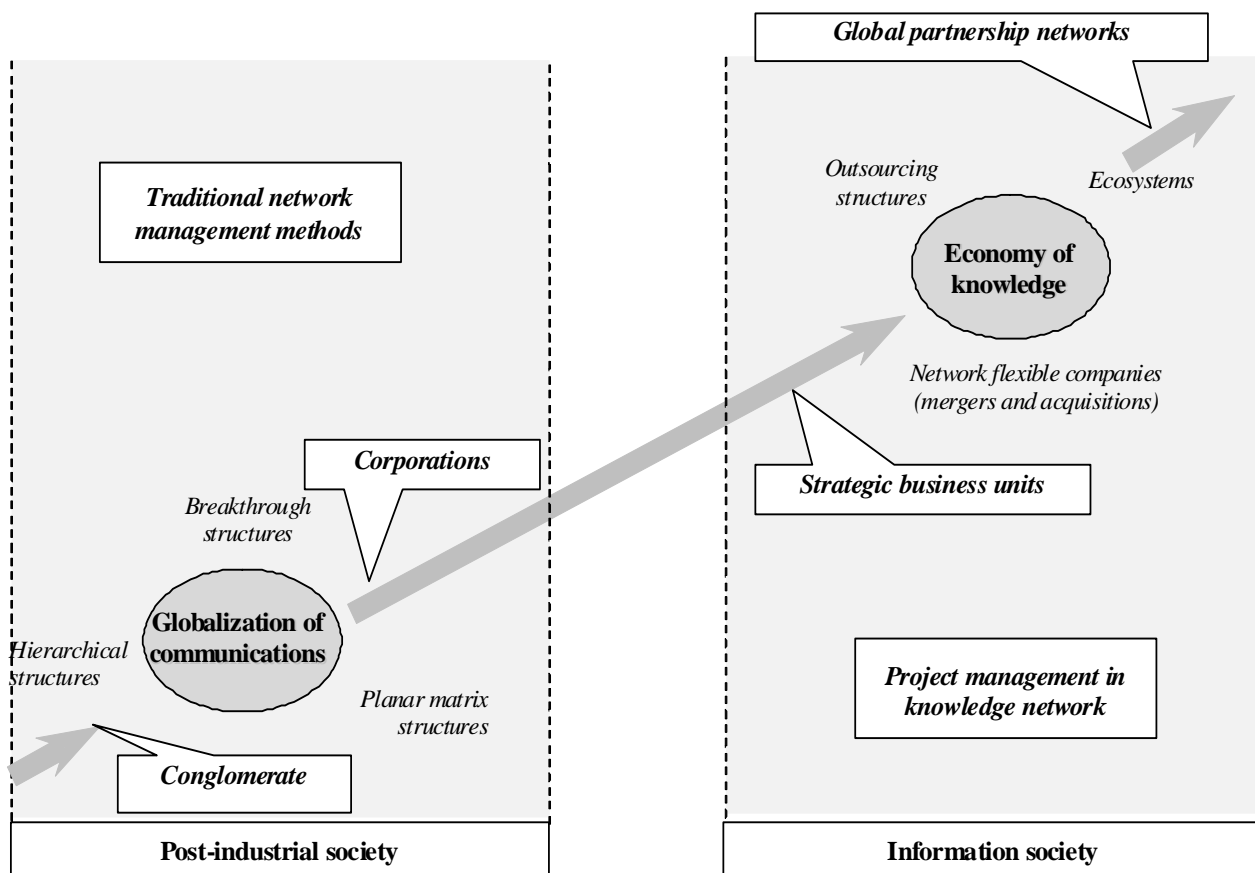 Global partnership networks
Traditional network
management methods
Outsourcing
structures
Ecosystems
Economy of
knowledge
Network flexible companies
(mergers and acquisitions)
Corporations
Strategic business units
Breakthrough
structures
Globalization of
communications
Hierarchical
structures
Planar matrix
structures
Project management in
knowledge network
Conglomerate
Post-industrial society
Information society